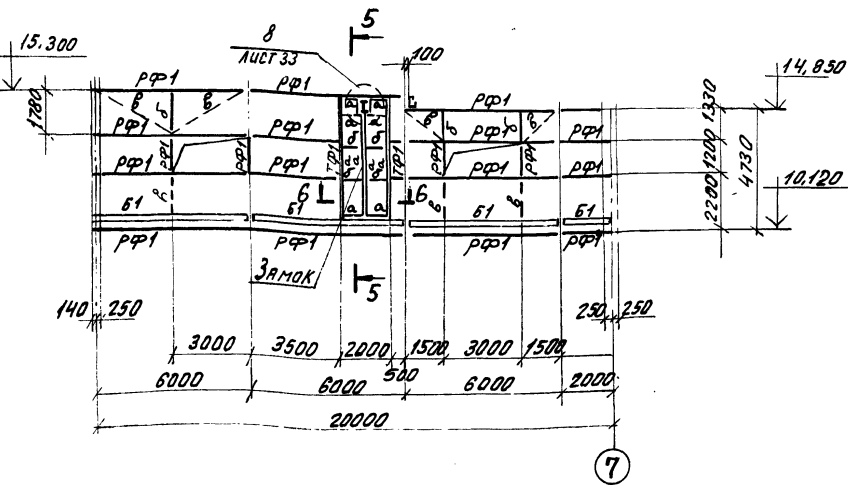 5
8
ЛИСТ 33
100
15.300
14,850
РФ1
РФ1
РФ1
в
б
в
а
а
1780
1330
РФ1
РФ1
РФ1
РФ1
РФ1
ТФ1
ТФ1
РФ1
РФ1
1200
4730
2200
10,120
6
6
в
в
а
а
Б1
Б1
Б1
Б1
РФ1
РФ1
РФ1
РФ1
ЗАМОК
5
140
250
250
250
3000
3500
2000
500
1500
3000
1500
6000
6000
6000
2000
20000
7